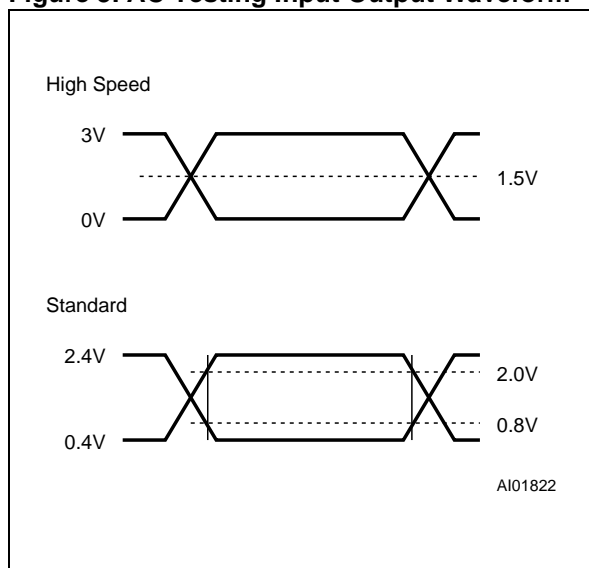 Figure AC Testing Input Output Waveform
High Speed
3V
1.5V
0V
Standard
2.4V
2.0V
0.8V
0.4V
AI01822